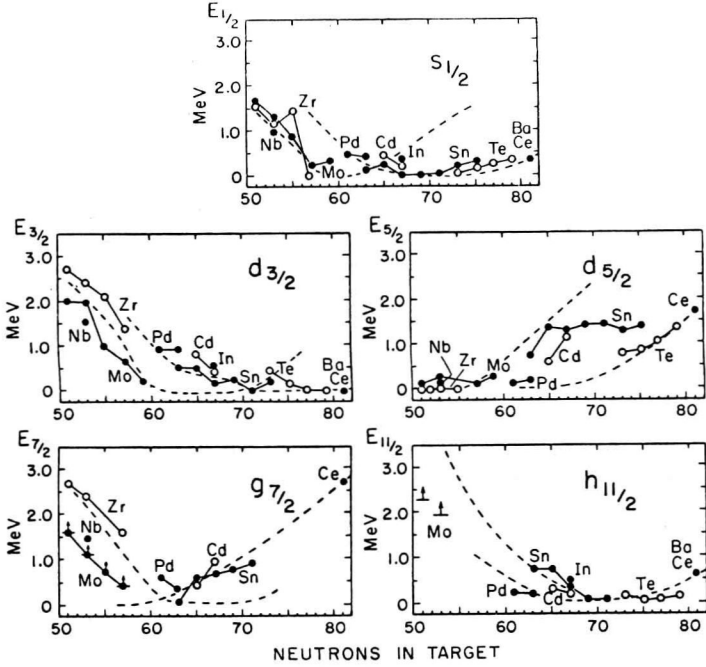 E1/2
s1/2
3.0
2.0
1.0
0
MeV
Zr
Nb
Mo
Pd
Cd
In
Sn
Te
Ba
Ce
50 60 70 80
E3/2
d3/2
3.0
2.0
1.0
0
MeV
Zr
Nb
Mo
Pd
Cd
In
Sn
Te
Ba
Ce
50 60 70 80
E5/2
d5/2
3.0
2.0
1.0
0
MeV
Nb
Zr
Mo
Pd
Cd
Sn
Te
Ce
50 60 70 80
E7/2
g7/2
3.0
2.0
1.0
0
MeV
Zr
Nb
Mo
Pd
Cd
Sn
Ce
50 60 70 80
E11/2
h11/2
3.0
2.0
1.0
0
MeV
Mo
Sn
In
Pd
Cd
Te
Ba
Ce
50 60 70 80
NEUTRONS IN TARGET